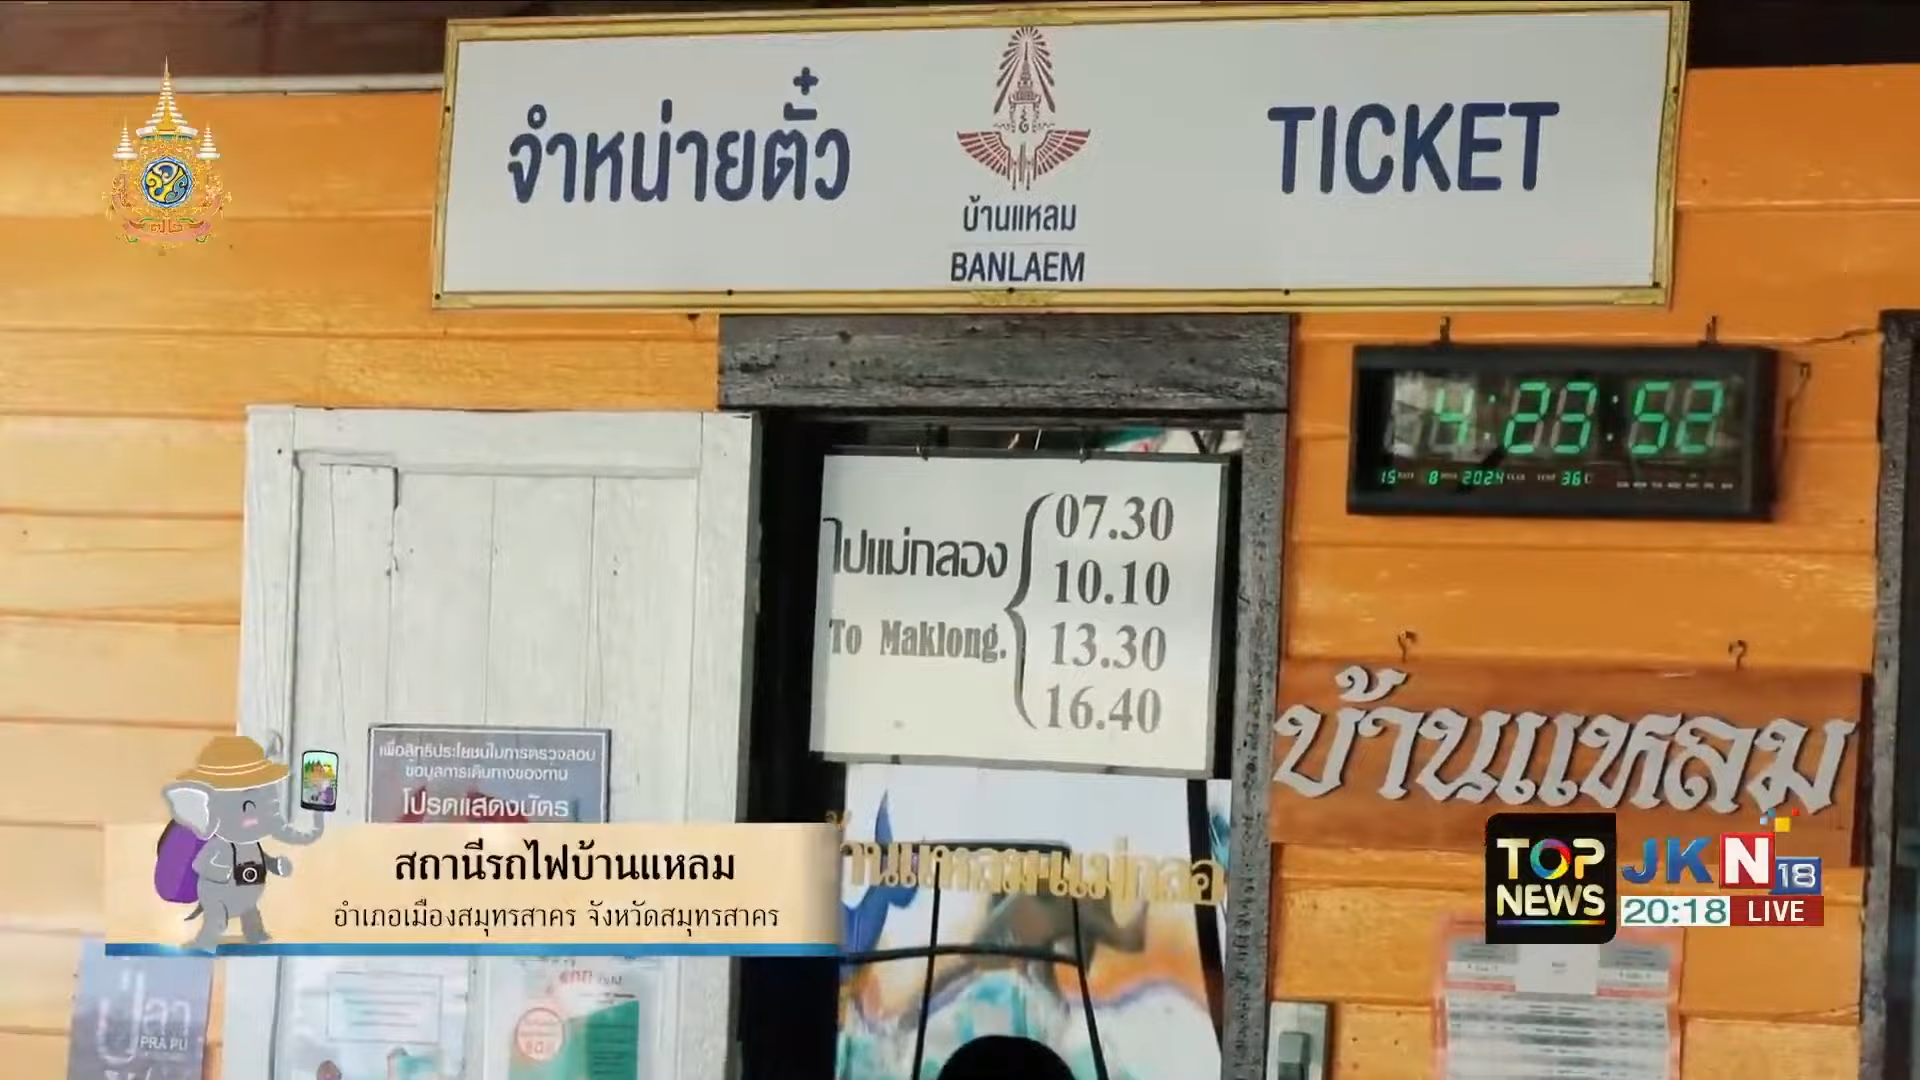 จำหน่ายตั๋ว
บ้านแหลม
BANLAEM
TICKET
๗๒
4:23:52
15 DATE 8 2024 YEAR TEMP 36
ไปแม่กลอง
To Maklong.
07.30
10.10
13.30
16.40
บ้านแหลม
เพื่อสิทธิประโยชน์ในการตรวจสอบ
ข้อมูลการเดินทางของท่าน
โปรดแสดงบัตร
สถานีรถไฟบ้านแหลม
อำเภอเมืองสมุทรสาคร จังหวัดสมุทรสาคร
TOP
NEWS
JKN 18
20:18 LIVE
PRA PU